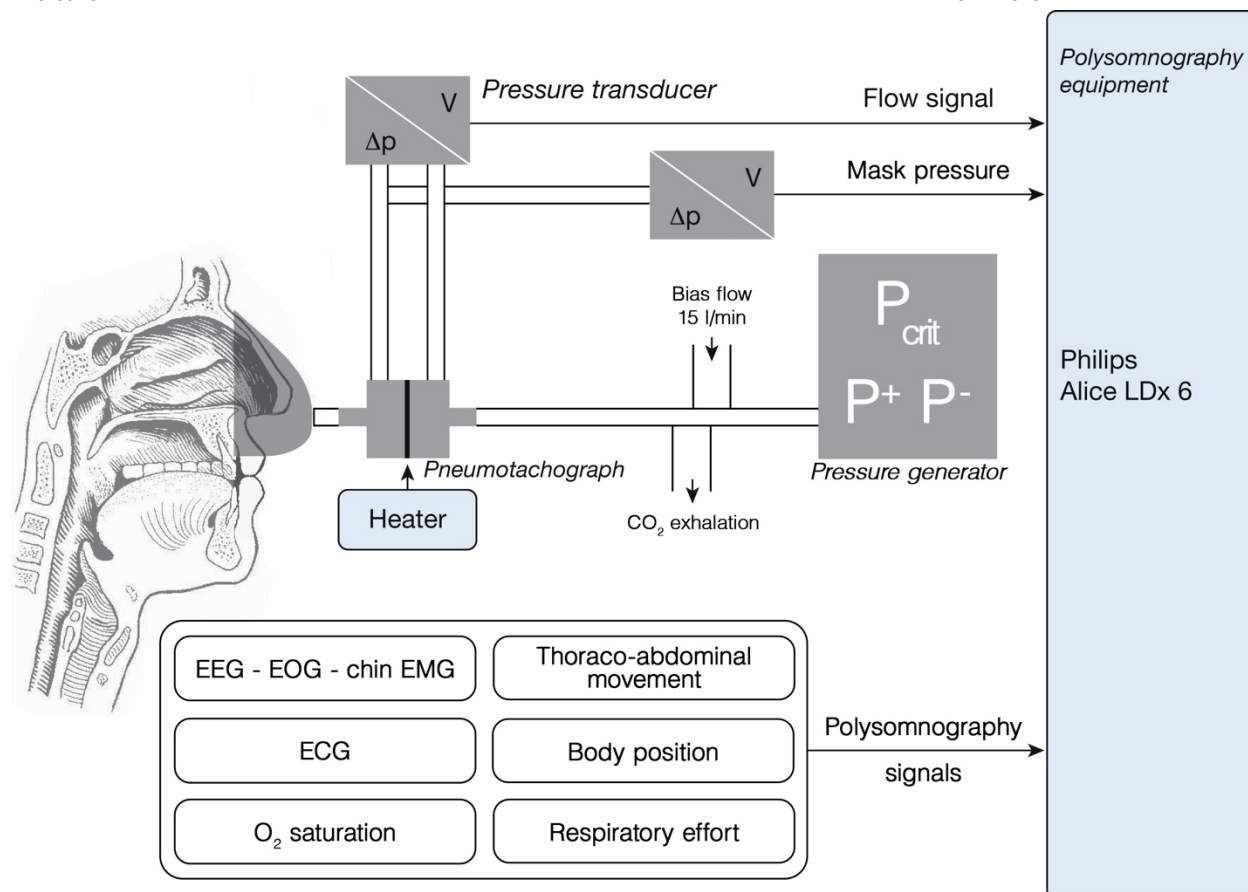 Polysomnography
equipment
Pressure transducer
V
Δp
Flow signal
Mask pressure
V
Δp
Bias flow
15 l/min
P crit
P+ P-
Philips
Alice LDx 6
Pneumotachograph
Pressure generator
Heater
CO2 exhalation
EEG - EOG - chin EMG
Thoraco-abdominal
movement
ECG
Body position
Polysomnography
signals
O2 saturation
Respiratory effort